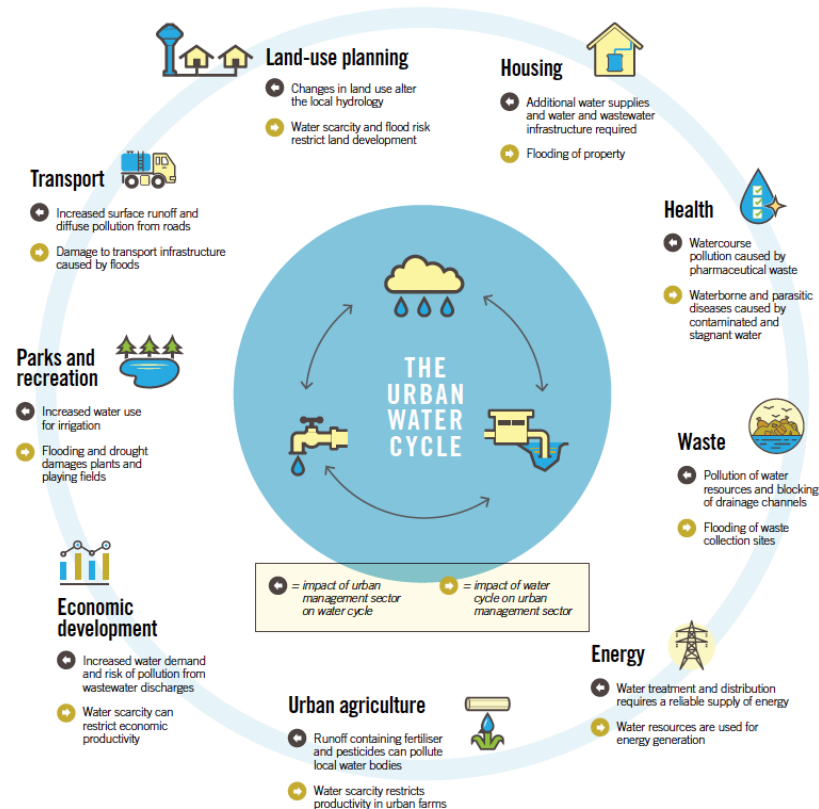 Land-use planning
Changes in land use alter
the local hydrology
Water scarcity and flood risk
restrict land development
Housing
Additional water supplies
and water and wastewater
infrastructure required
Flooding of property
Transport
Increased surface runoff and
diffuse pollution from roads
Damage to transport infrastructure
caused by floods
Health
Watercourse
pollution caused by
pharmaceutical waste
Waterborne and parasitic
diseases caused by
contaminated and
stagnant water
THE
URBAN
WATER
CYCLE
Parks and
recreation
Increased water use
for irrigation
Flooding and drought
damages plants and
playing fields
Waste
Pollution of water
resources and blocking
of drainage channels
Flooding of waste
collection sites
= impact of urban
management sector
on water cycle
= impact of water
cycle on urban
management sector
Economic
development
Increased water demand
and risk of pollution from
wastewater discharges
Water scarcity can
restrict economic
productivity
Urban agriculture
Runoff containing fertiliser
and pesticides can pollute
local water bodies
Water scarcity restricts
productivity in urban farms
Energy
Water treatment and distribution
requires a reliable supply of energy
Water resources are used for
energy generation